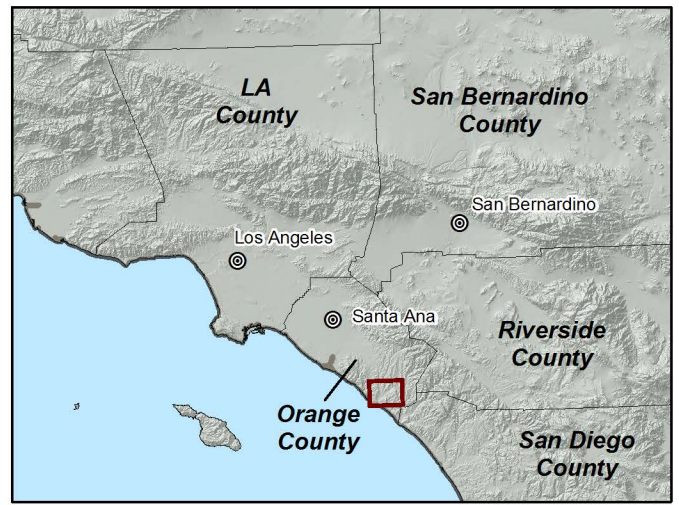 LA
County
San Bernardino
County
San Bernardino
Los Angeles
Santa Ana
Riverside
County
Orange
County
San Diego
County